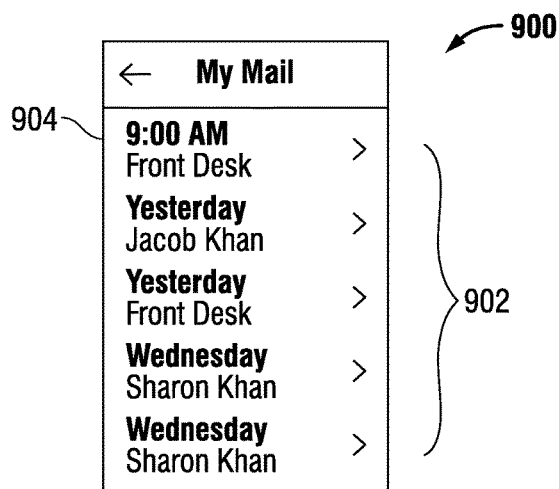 900
← My Mail
904
9:00 AM >
Front Desk
Yesterday >
Jacob Khan
Yesterday >
Front Desk
902
Wednesday >
Sharon Khan
Wednesday >
Sharon Khan